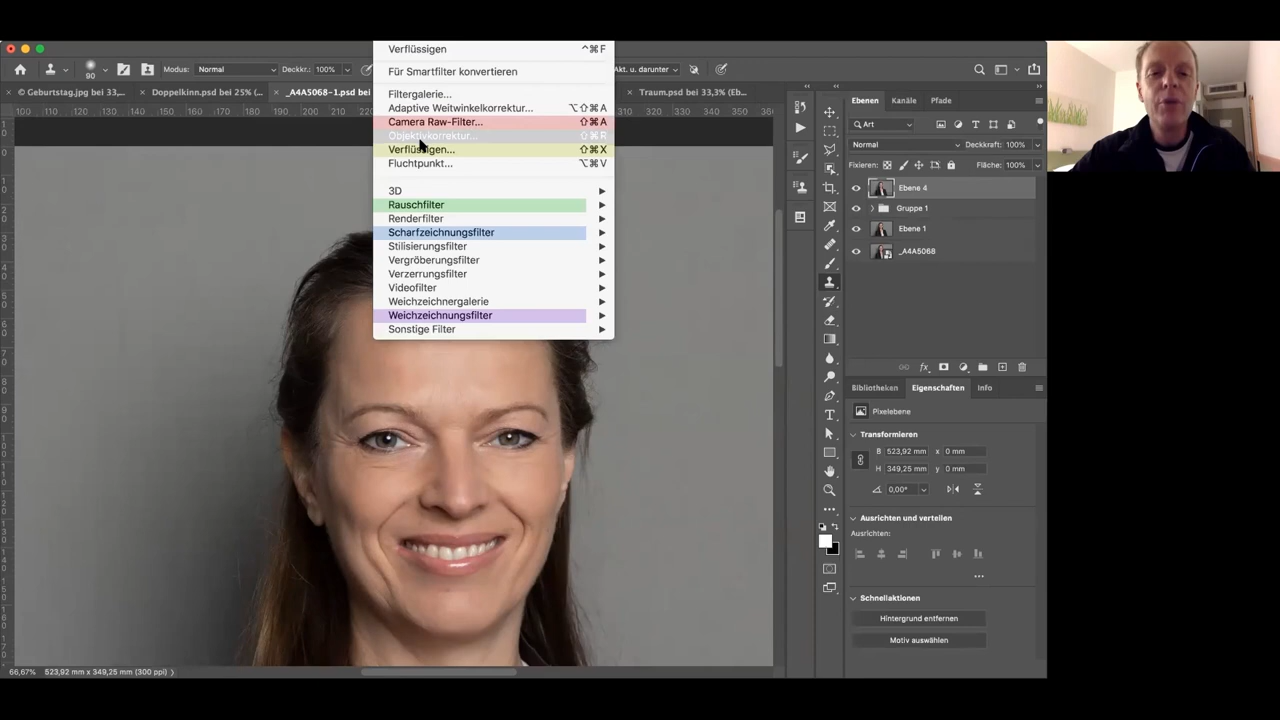 Verflüssigen ^⌘F
Für Smartfilter konvertieren
Filtergalerie...
Adaptive Weitwinkelkorrektur... ⌥⇧⌘A
Camera Raw-Filter... ⇧⌘A
Objektivkorrektur... ⇧⌘R
Verflüssigen... ⇧⌘X
Fluchtpunkt... ⌥⌘V
3D
Rauschfilter
Renderfilter
Scharfzeichnungsfilter
Stilisierungsfilter
Vergröberungsfilter
Verzerrungsfilter
Videofilter
Weichzeichnergalerie
Weichzeichnungsfilter
Sonstige Filter
90 Modus: Normal Deckkr.: 100% Akt. u. darunter
© Geburtstag.jpg bei 33,... Doppelkinn.psd bei 25% (... _A4A5068-1.psd bei Traum.psd bei 33,3% (Eb...
Ebenen Kanäle Pfade
Art
Normal Deckkraft: 100%
Fixieren: Fläche: 100%
Ebene 4
Gruppe 1
Ebene 1
_A4A5068
Bibliotheken Eigenschaften Info
Pixelebene
Transformieren
B 523,92 mm x 0 mm
H 349,25 mm y 0 mm
0,00°
Ausrichten und verteilen
Ausrichten:
...
Schnellaktionen
Hintergrund entfernen
Motiv auswählen
66,67% 523,92 mm x 349,25 mm (300 ppi)